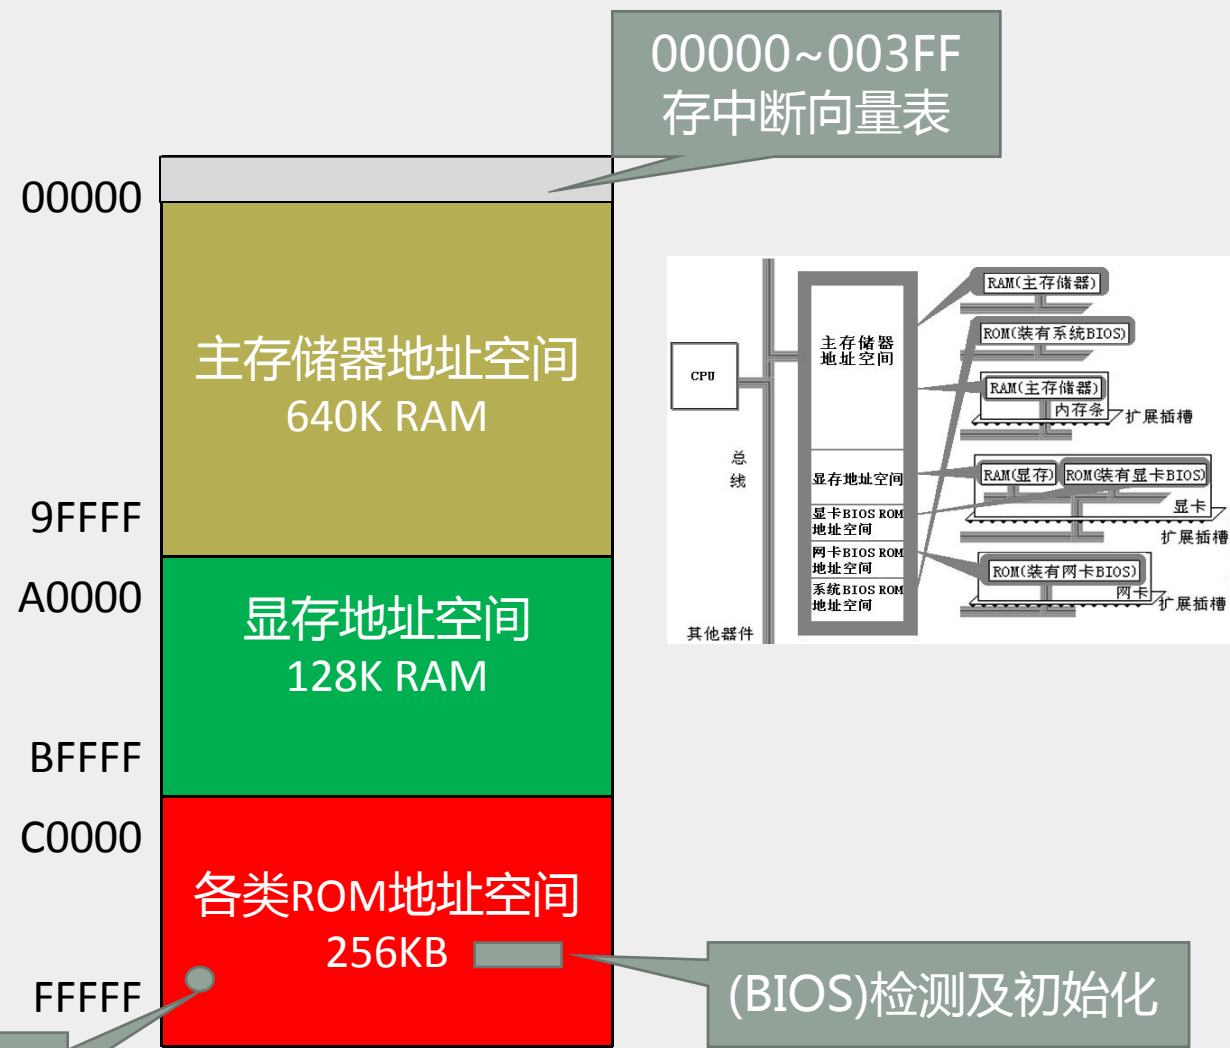 00000~003FF
存中断向量表
00000
主存储器地址空间
640K RAM
9FFFF
A0000
显存地址空间
128K RAM
BFFFF
C0000
各类ROM地址空间
256KB
FFFFF
(BIOS)检测及初始化
CPU
总
线
其他器件
主存储器
地址空间
显存地址空间
显卡BIOS ROM
地址空间
网卡BIOS ROM
地址空间
系统BIOS ROM
地址空间
RAM(主存储器)
ROM(装有系统BIOS)
RAM(主存储器)
内存条
扩展插槽
RAM(显存)
ROM(装有显卡BIOS)
显卡
扩展插槽
ROM(装有网卡BIOS)
网卡
扩展插槽